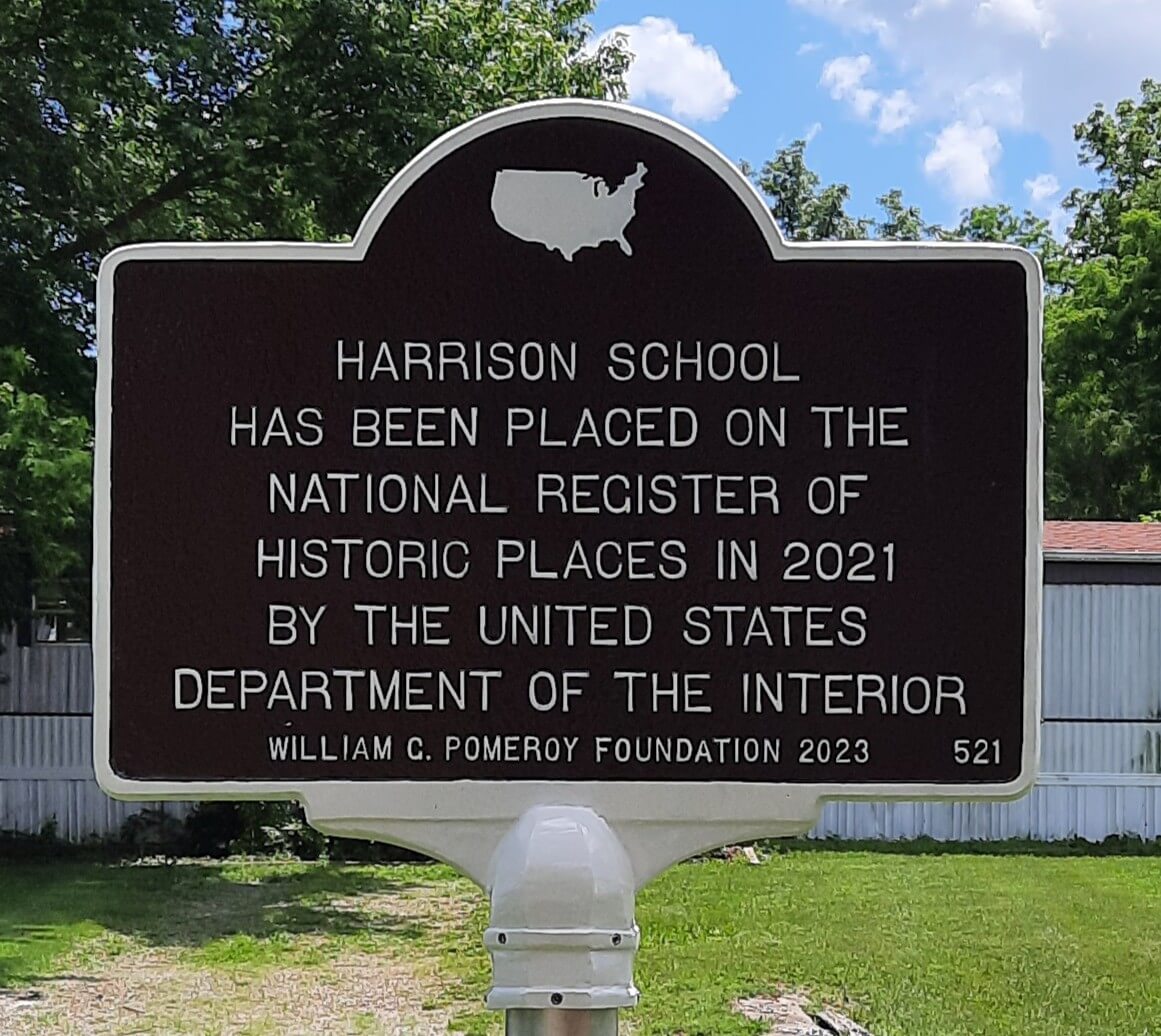 HARRISON SCHOOL
HAS BEEN PLACED ON THE
NATIONAL REGISTER OF
HISTORIC PLACES IN 2021
BY THE UNITED STATES
DEPARTMENT OF THE INTERIOR
WILLIAM G. POMEROY FOUNDATION 2023 521